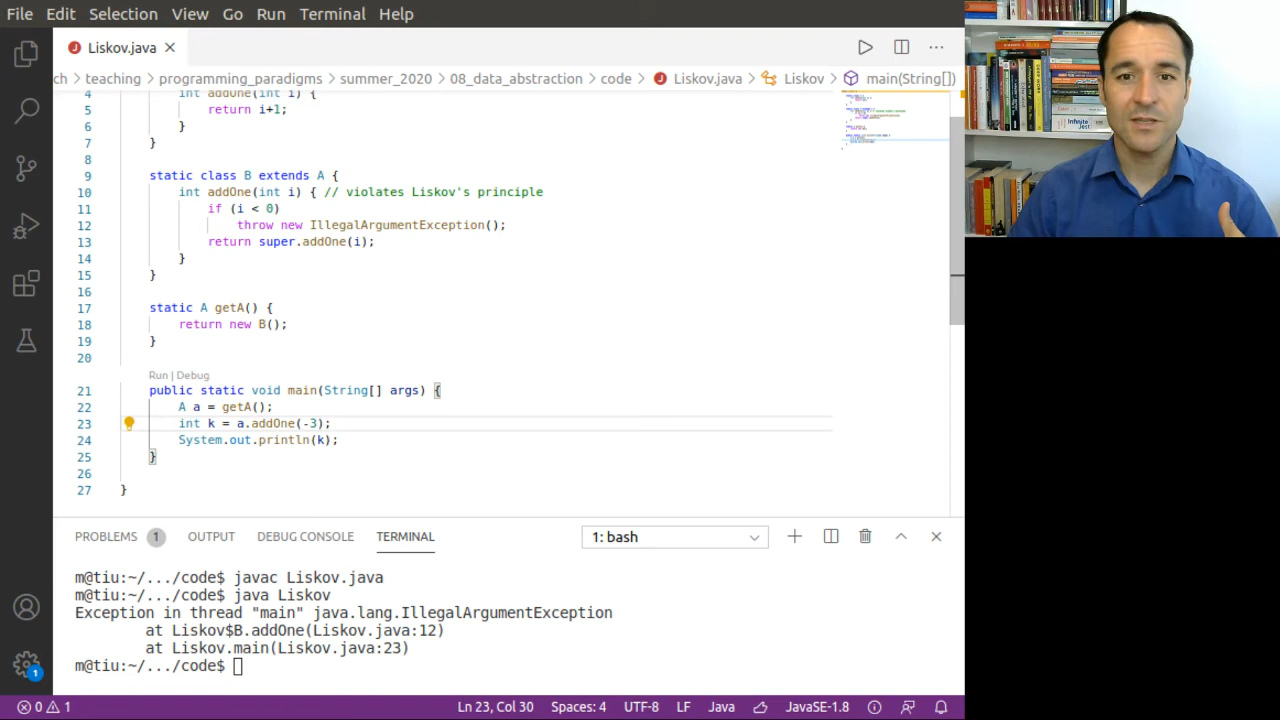 File Edit Selection View Go Run Terminal Help
Liskov.java
ch teaching programming_paradigms summer_2020 08_data_abstraction code Liskov.java Liskov main(String[])
4 int addOne(int i) {
5 return i+1;
6 }
7 }
8
9 static class B extends A {
10 int addOne(int i) { // violates Liskov's principle
11 if (i < 0)
12 throw new IllegalArgumentException();
13 return super.addOne(i);
14 }
15 }
16
17 static A getA() {
18 return new B();
19 }
20
Run | Debug
21 public static void main(String[] args) {
22 A a = getA();
23 int k = a.addOne(-3);
24 System.out.println(k);
25 }
26
27 }
PROBLEMS 1 OUTPUT DEBUG CONSOLE TERMINAL 1: bash
m@tiu:~/.../code$ javac Liskov.java
m@tiu:~/.../code$ java Liskov
Exception in thread "main" java.lang.IllegalArgumentException
at Liskov$B.addOne(Liskov.java:12)
at Liskov.main(Liskov.java:23)
m@tiu:~/.../code$
1
0 1 Ln 23, Col 30 Spaces: 4 UTF-8 LF Java JavaSE-1.8
Infinite Jest